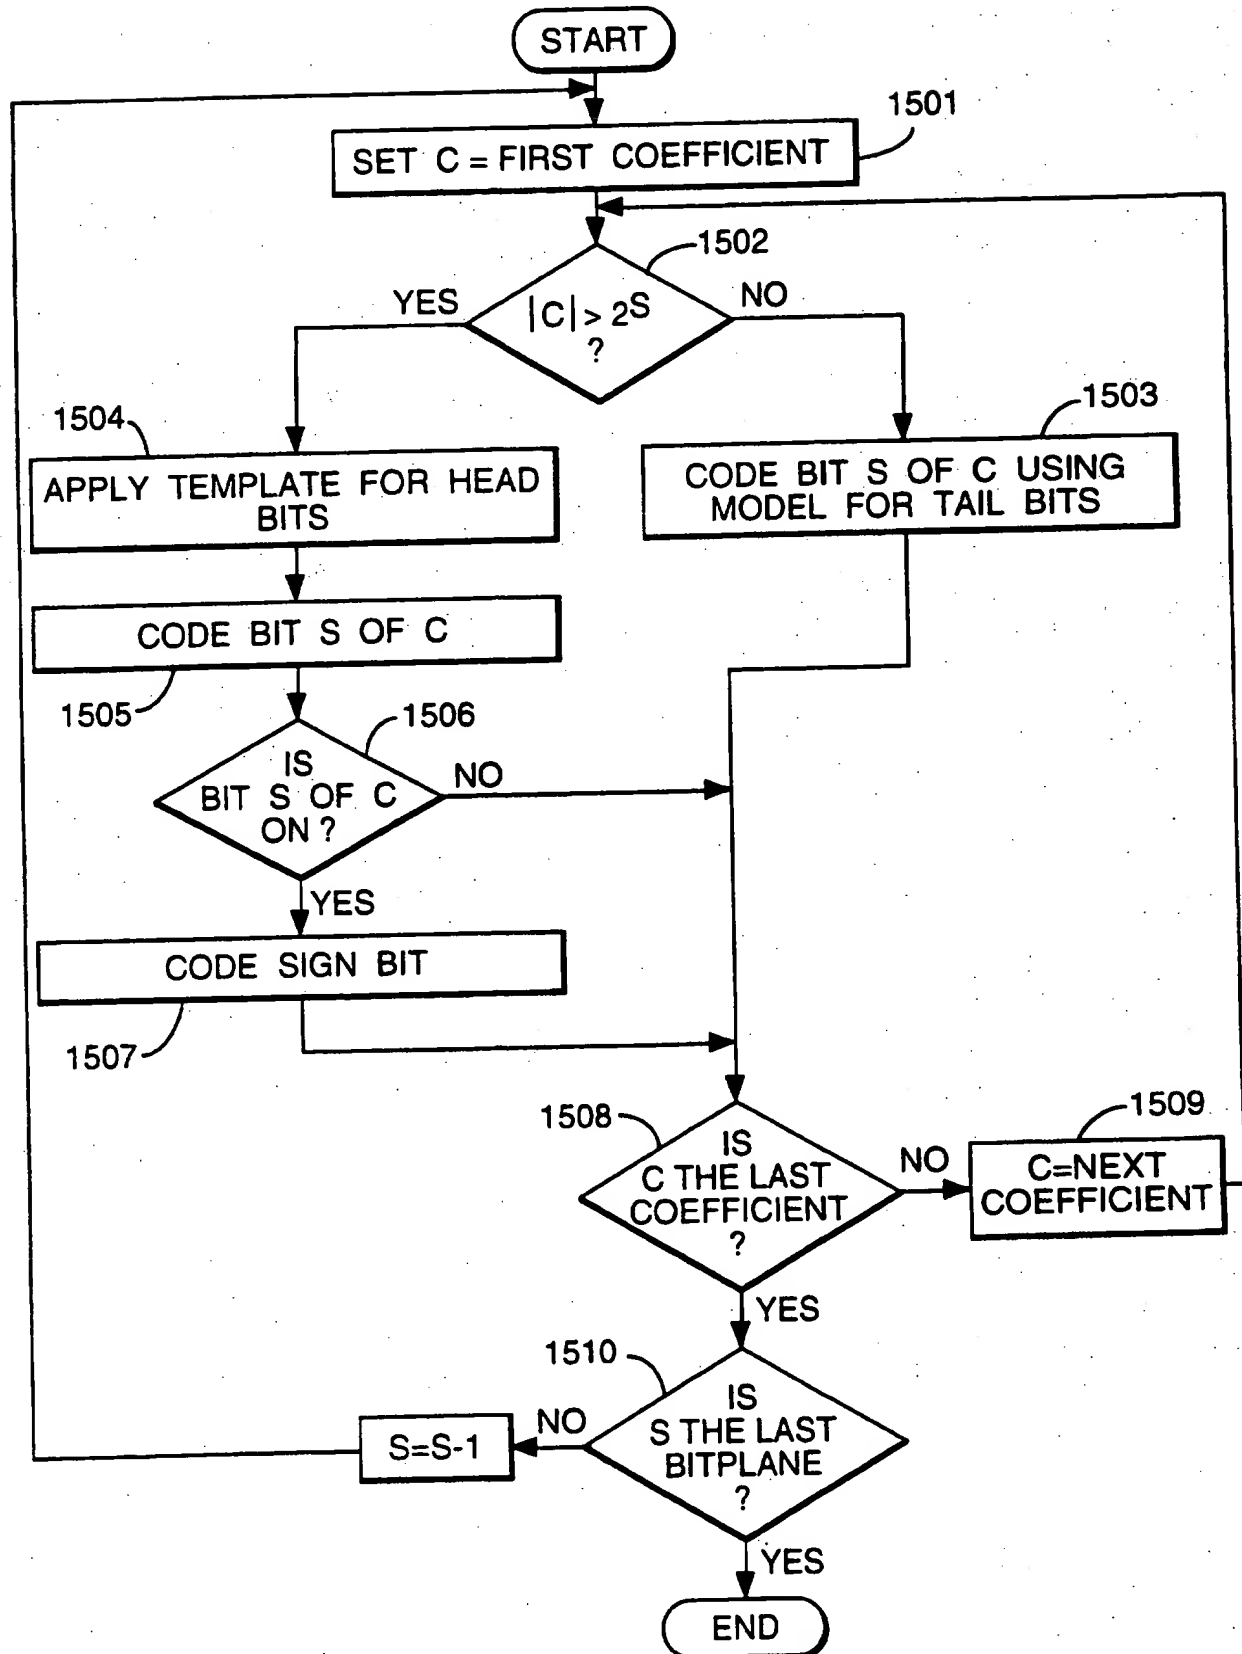 START
1501
SET C = FIRST COEFFICIENT
1502
YES
|C| > 2^S
?
NO
1504
1503
APPLY TEMPLATE FOR HEAD
BITS
CODE BIT S OF C USING
MODEL FOR TAIL BITS
CODE BIT S OF C
1505
1506
IS
BIT S OF C
ON ?
NO
YES
CODE SIGN BIT
1507
1508
IS
C THE LAST
COEFFICIENT
?
NO
1509
C=NEXT
COEFFICIENT
YES
1510
IS
S THE LAST
BITPLANE
?
NO
S=S-1
YES
END